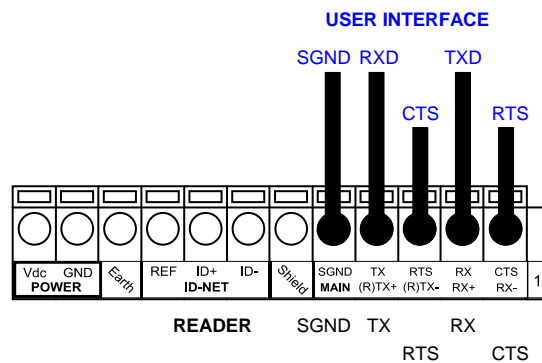 USER INTERFACE
SGND RXD TXD
CTS RTS
Vdc GND Earth REF ID+ ID- Shield SGND TX RTS RX CTS
POWER ID-NET MAIN (R)TX+ (R)TX- RX+ RX- 1
READER SGND TX RX
RTS CTS